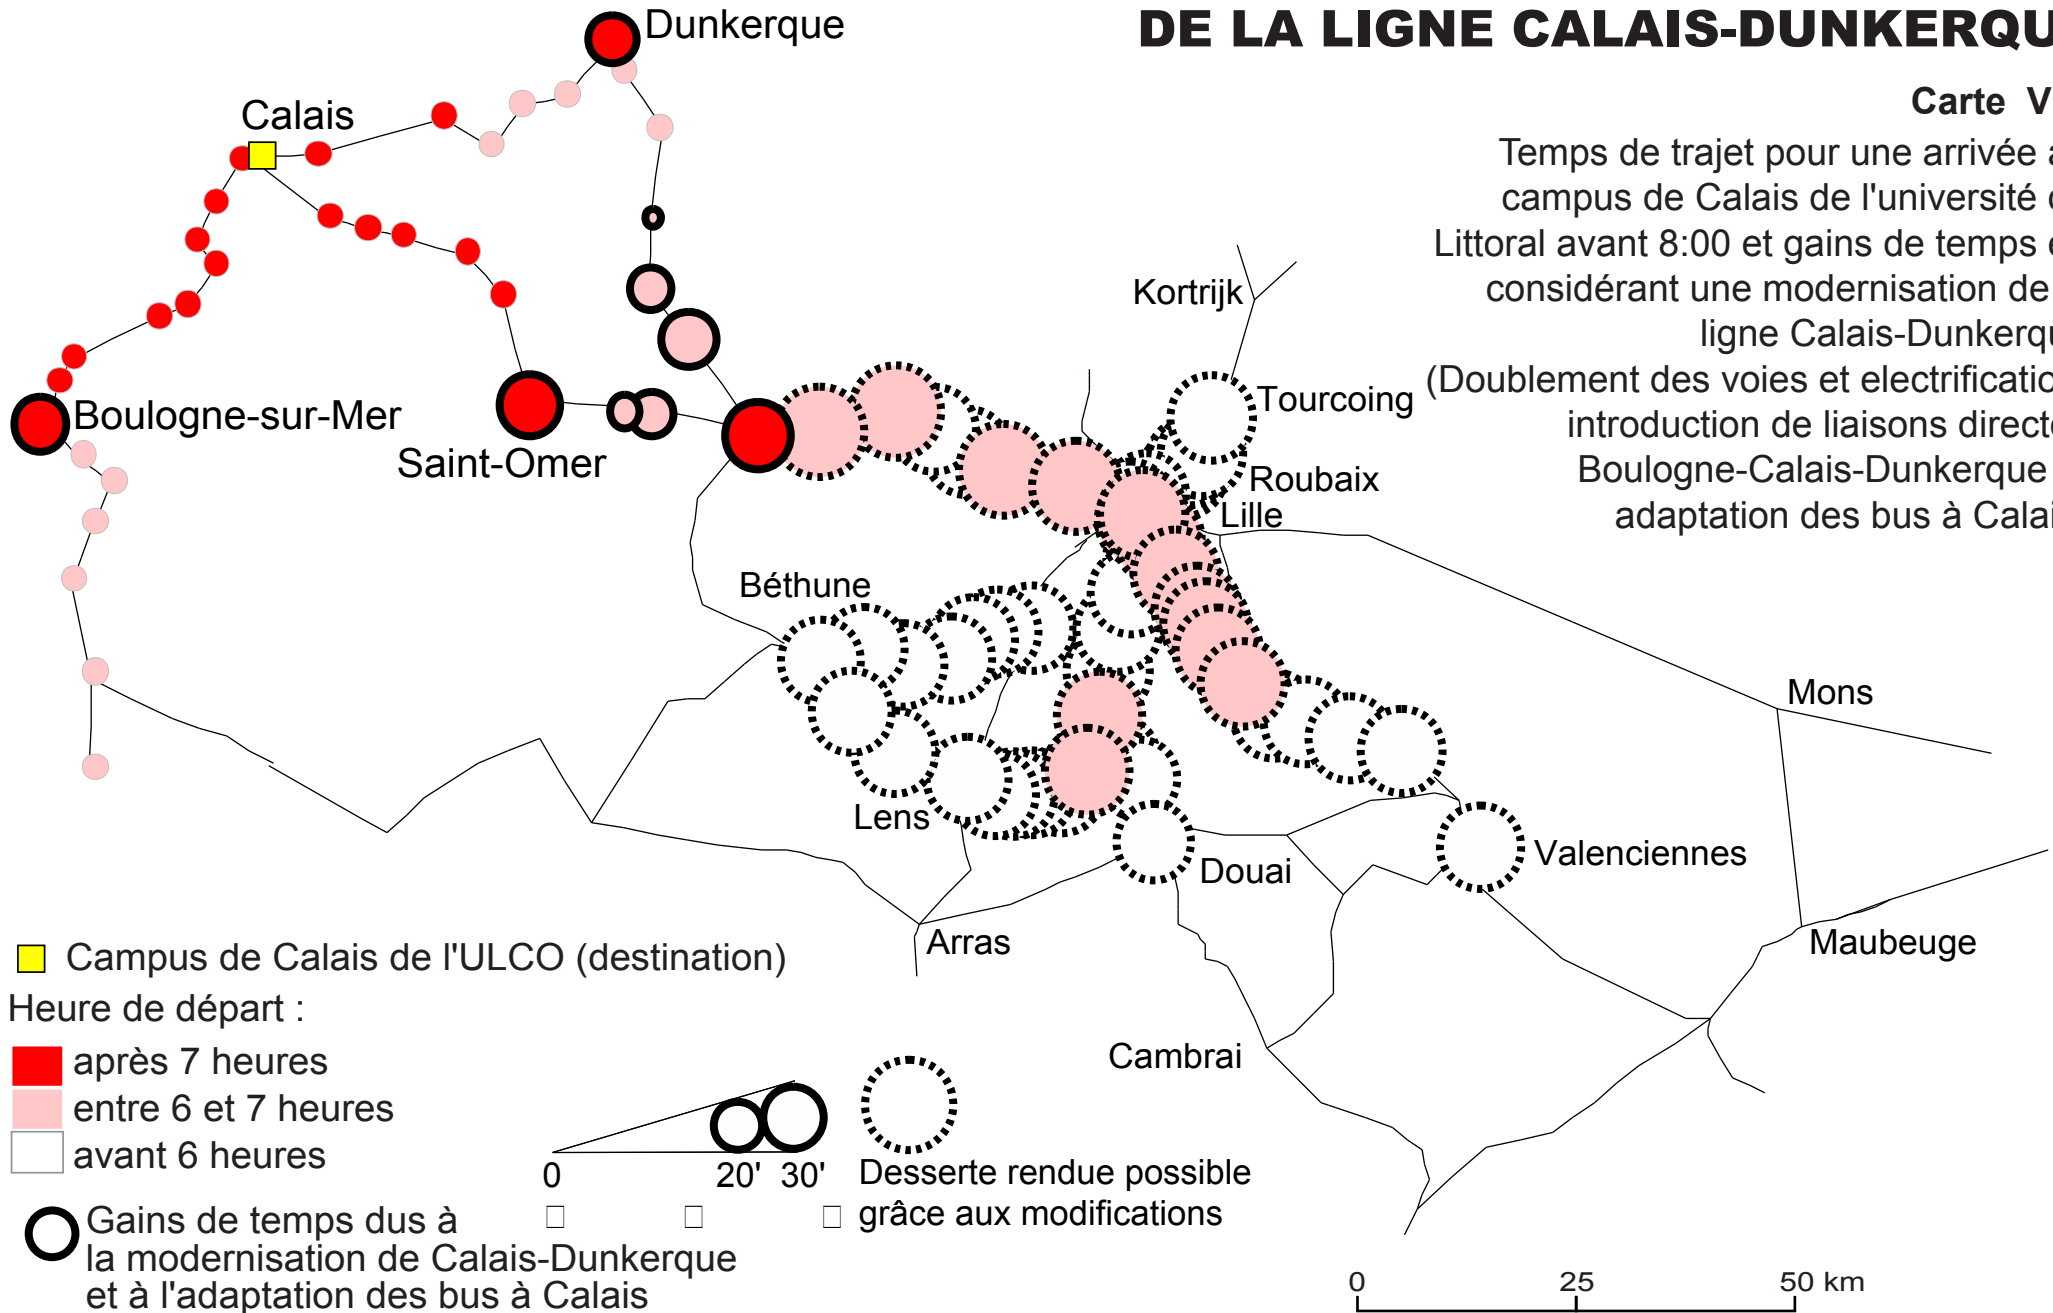 DE LA LIGNE CALAIS-DUNKERQU
Carte V
Temps de trajet pour une arrivée a
campus de Calais de l'université
Littoral avant 8:00 et gains de temps e
considérant une modernisation de
ligne Calais-Dunkerqu
(Doublement des voies et electrificatio
introduction de liaisons directe
Boulogne-Calais-Dunkerque
adaptation des bus à Calai
Dunkerque
Calais
Kortrijk
Tourcoing
Boulogne-sur-Mer
Saint-Omer
Roubaix
Lille
Béthune
Mons
Lens
Valenciennes
Douai
Arras
Maubeuge
Cambrai
Campus de Calais de l'ULCO (destination)
Heure de départ :
après 7 heures
entre 6 et 7 heures
avant 6 heures
0 20' 30'
Desserte rendue possible
grâce aux modifications
Gains de temps dus à
la modernisation de Calais-Dunkerque
et à l'adaptation des bus à Calais
0 25 50 km